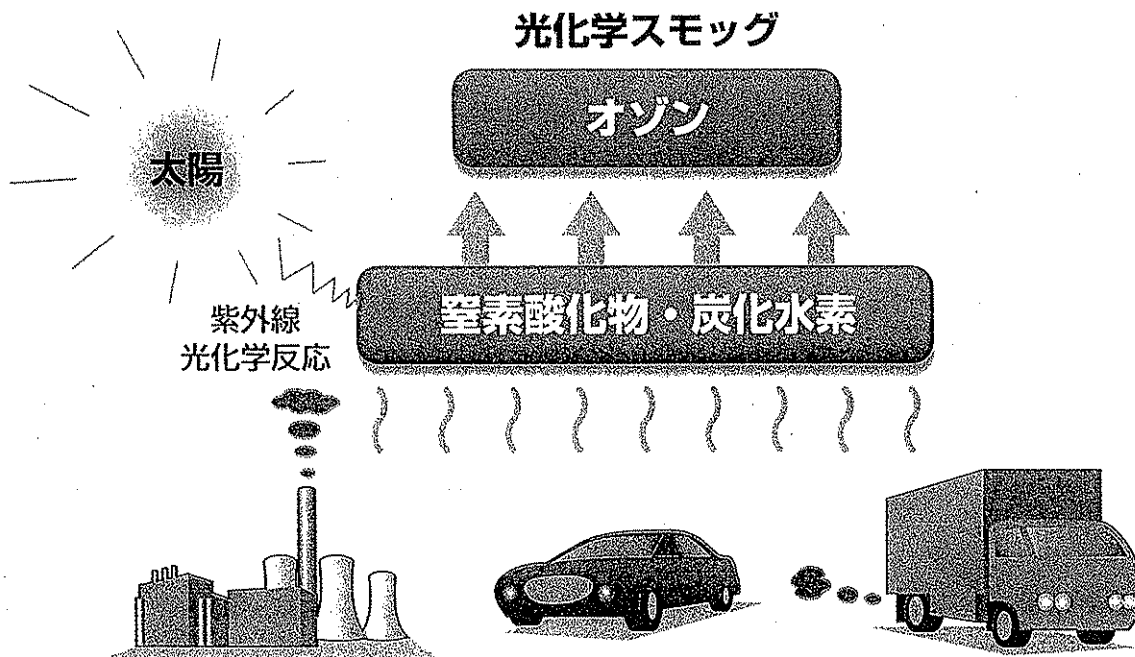 光化学スモッグ
オゾン
太陽
窒素酸化物・炭化水素
紫外線
光化学反応